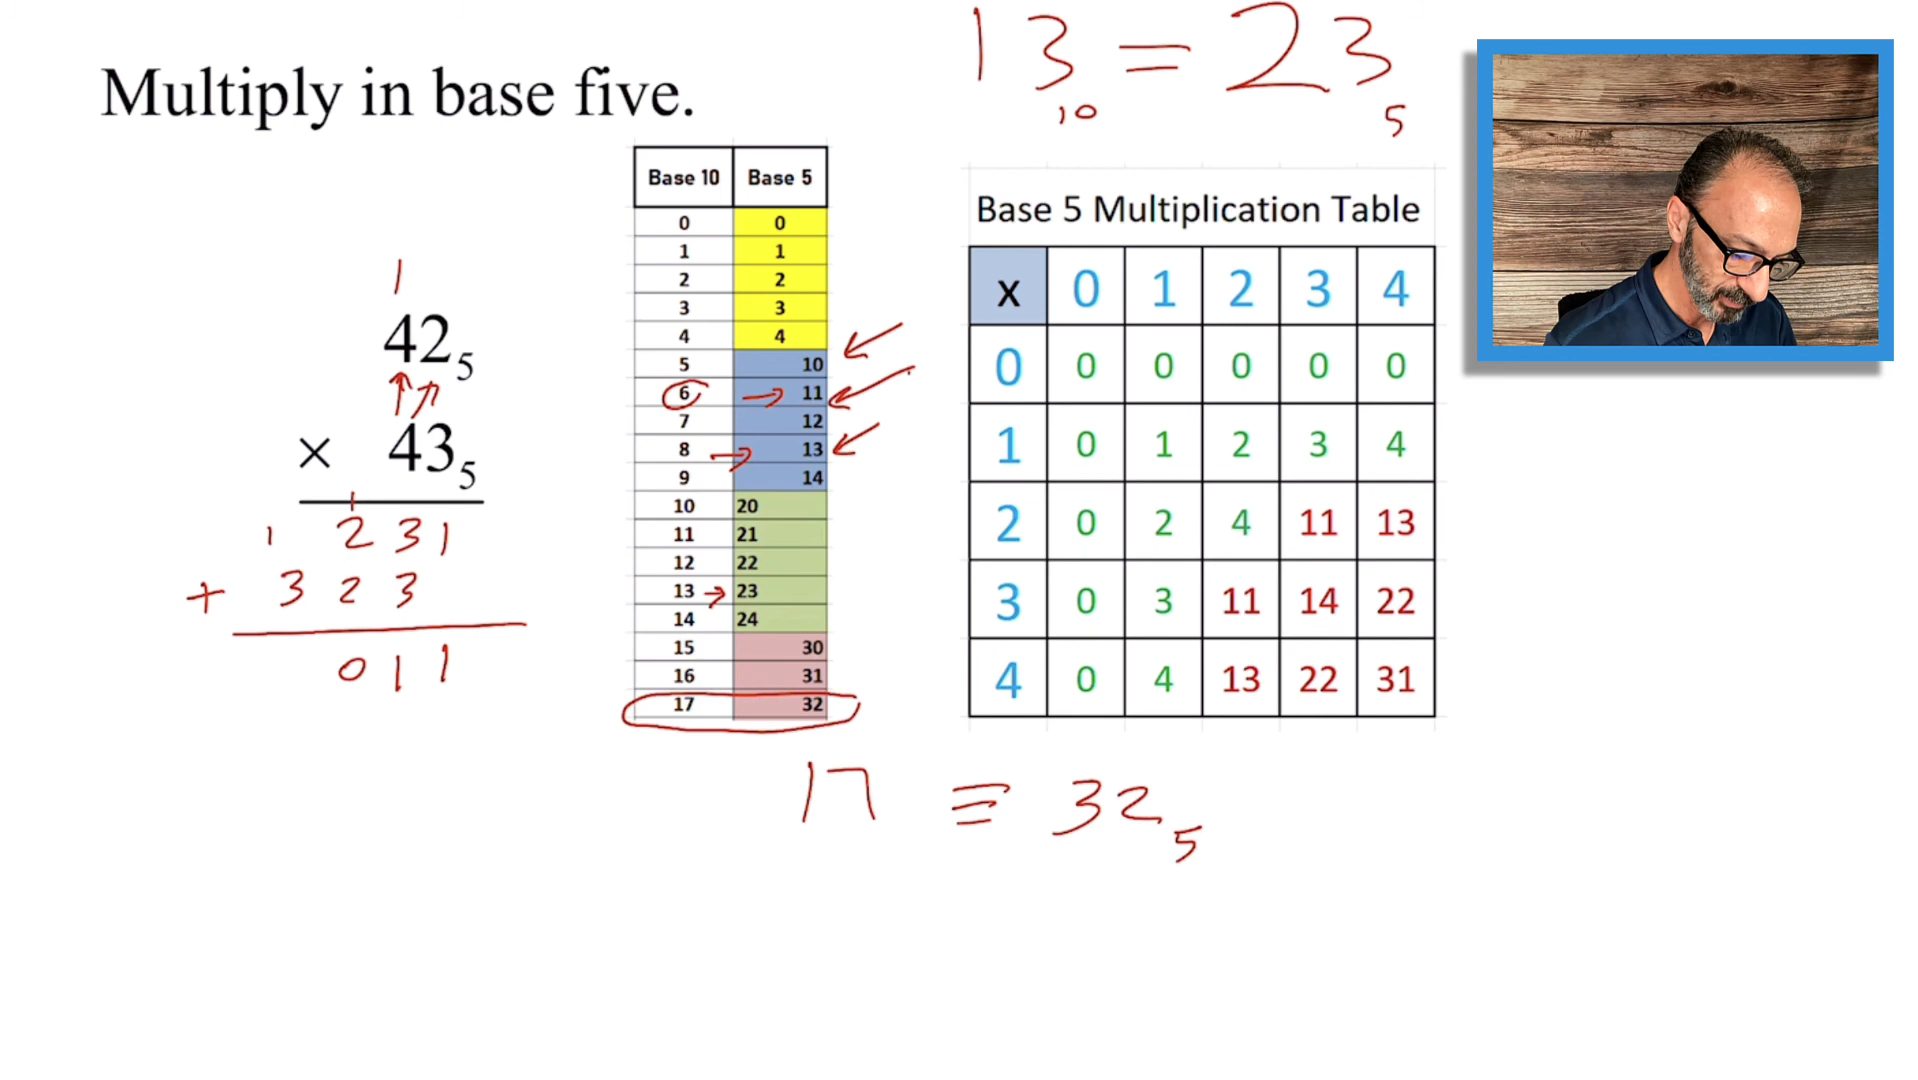 13₁₀ = 23₅
Multiply in base five.
1
42₅
× 43₅
1
1 2 3 1
+ 3 2 3
0 1 1
Base 10 Base 5
0 0
1 1
2 2
3 3
4 4
5 10
6 11
7 12
8 13
9 14
10 20
11 21
12 22
13 23
14 24
15 30
16 31
17 32
Base 5 Multiplication Table
x 0 1 2 3 4
0 0 0 0 0 0
1 0 1 2 3 4
2 0 2 4 11 13
3 0 3 11 14 22
4 0 4 13 22 31
17 ≡ 32₅